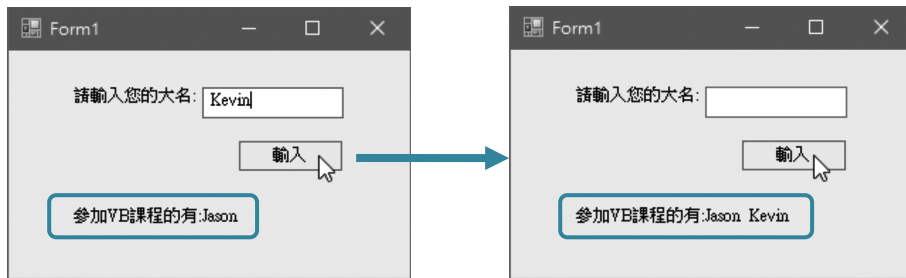 Form1
請輸入您的大名: Kevin
輸入
參加VB課程的有:Jason
Form1
請輸入您的大名:
輸入
參加VB課程的有:Jason Kevin